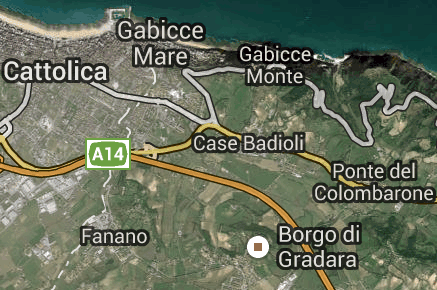 Gabicce
Mare
Gabicce
Monte
Cattolica
A14
Case Badioli
Ponte del
Colombarone
Fanano
Borgo di
Gradara